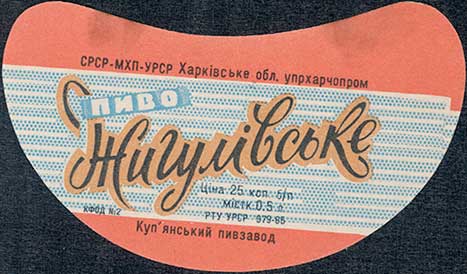 СРСР-МХП-УРСР Харківське обл. упрхарчопром
ПИВО
Жигулівське
Ціна 25 коп. б/п
містк. 0,5 л
КФОД №2
РТУ УРСР 979-65
Куп'янський пивзавод